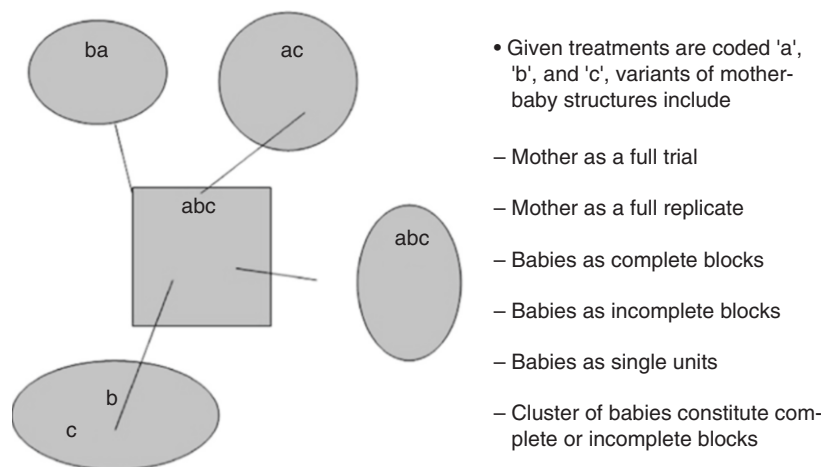 ba
ac
abc
abc
b
c
• Given treatments are coded 'a',
'b', and 'c', variants of mother-
baby structures include
– Mother as a full trial
– Mother as a full replicate
– Babies as complete blocks
– Babies as incomplete blocks
– Babies as single units
– Cluster of babies constitute com-
plete or incomplete blocks